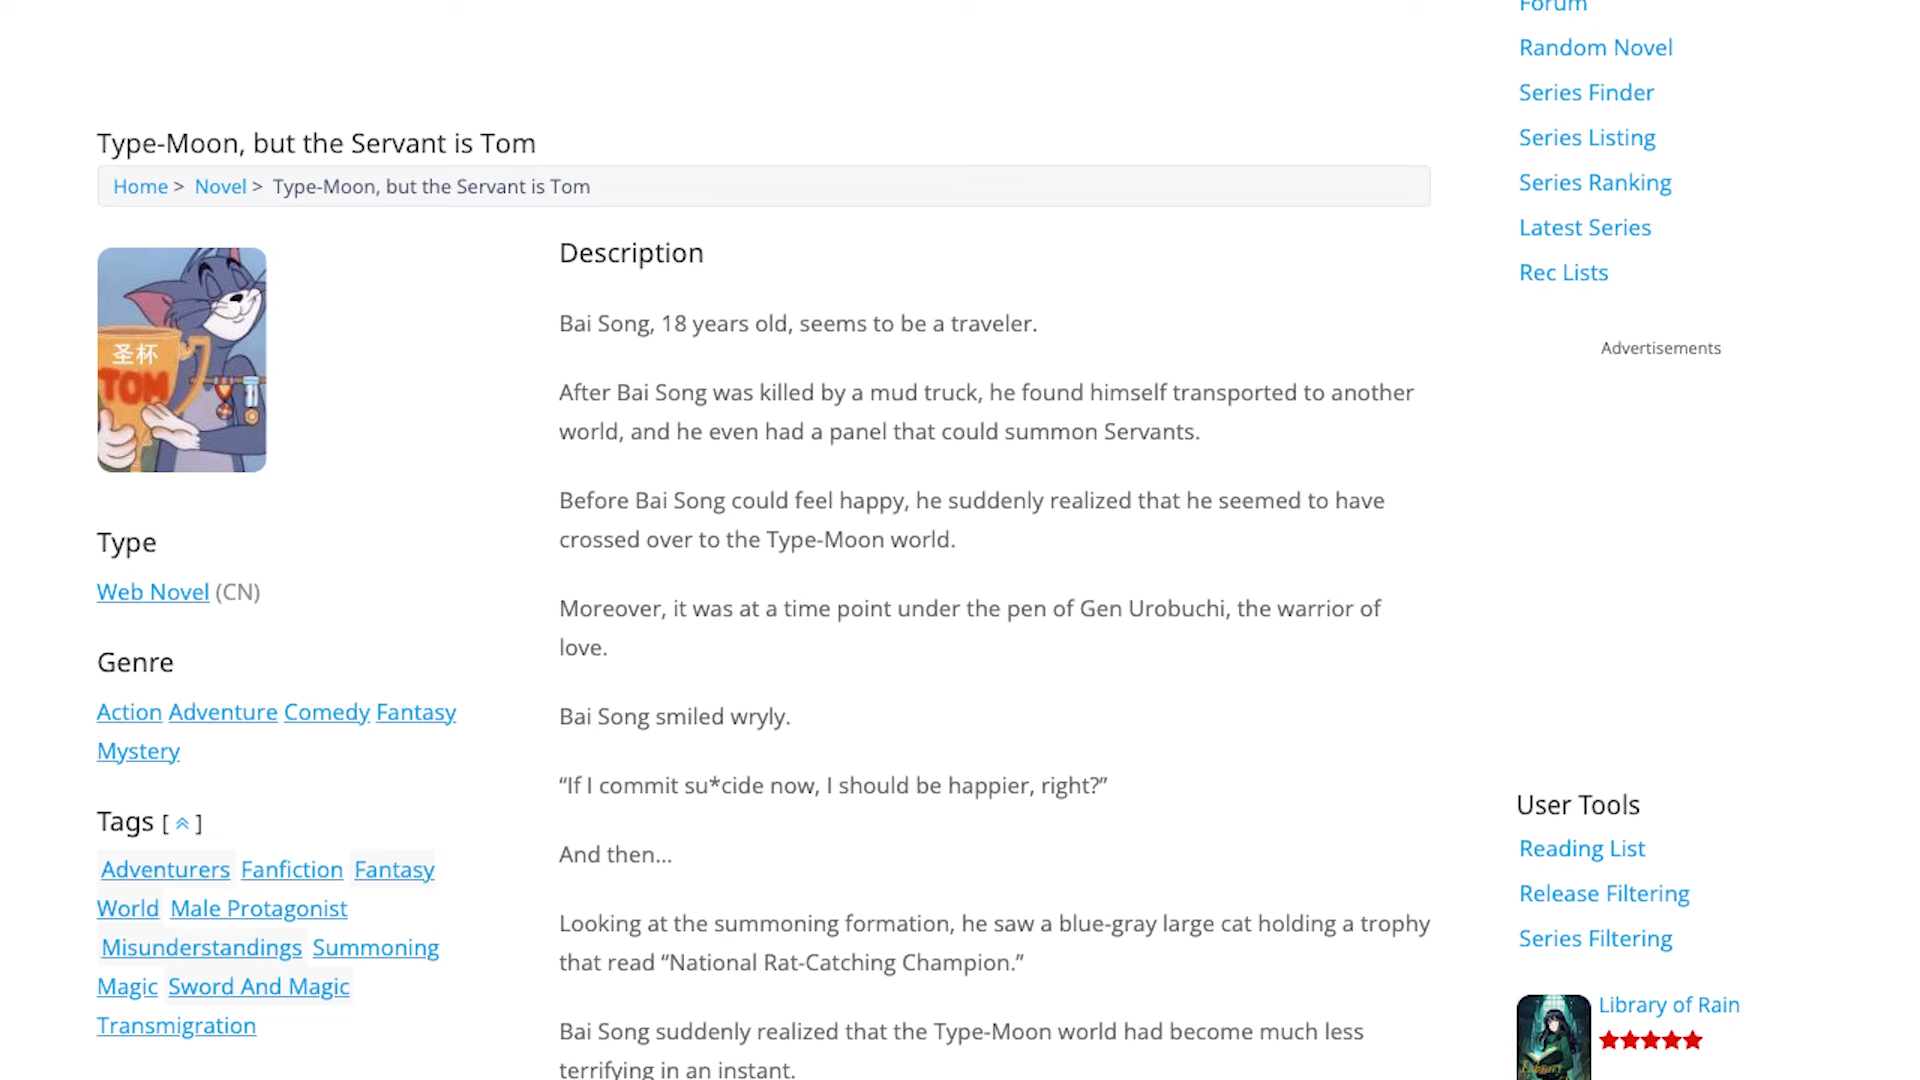 Forum
Random Novel
Series Finder
Series Listing
Series Ranking
Latest Series
Rec Lists
Advertisements
Type-Moon, but the Servant is Tom
Home > Novel > Type-Moon, but the Servant is Tom
圣杯
TOM
Type
Web Novel (CN)
Genre
Action Adventure Comedy Fantasy
Mystery
Tags [ ]
Adventurers Fanfiction Fantasy
World Male Protagonist
Misunderstandings Summoning
Magic Sword And Magic
Transmigration
Description
Bai Song, 18 years old, seems to be a traveler.
After Bai Song was killed by a mud truck, he found himself transported to another
world, and he even had a panel that could summon Servants.
Before Bai Song could feel happy, he suddenly realized that he seemed to have
crossed over to the Type-Moon world.
Moreover, it was at a time point under the pen of Gen Urobuchi, the warrior of
love.
Bai Song smiled wryly.
“If I commit su*cide now, I should be happier, right?”
And then…
Looking at the summoning formation, he saw a blue-gray large cat holding a trophy
that read “National Rat-Catching Champion.”
Bai Song suddenly realized that the Type-Moon world had become much less
terrifying in an instant.
User Tools
Reading List
Release Filtering
Series Filtering
Library of Rain
Library